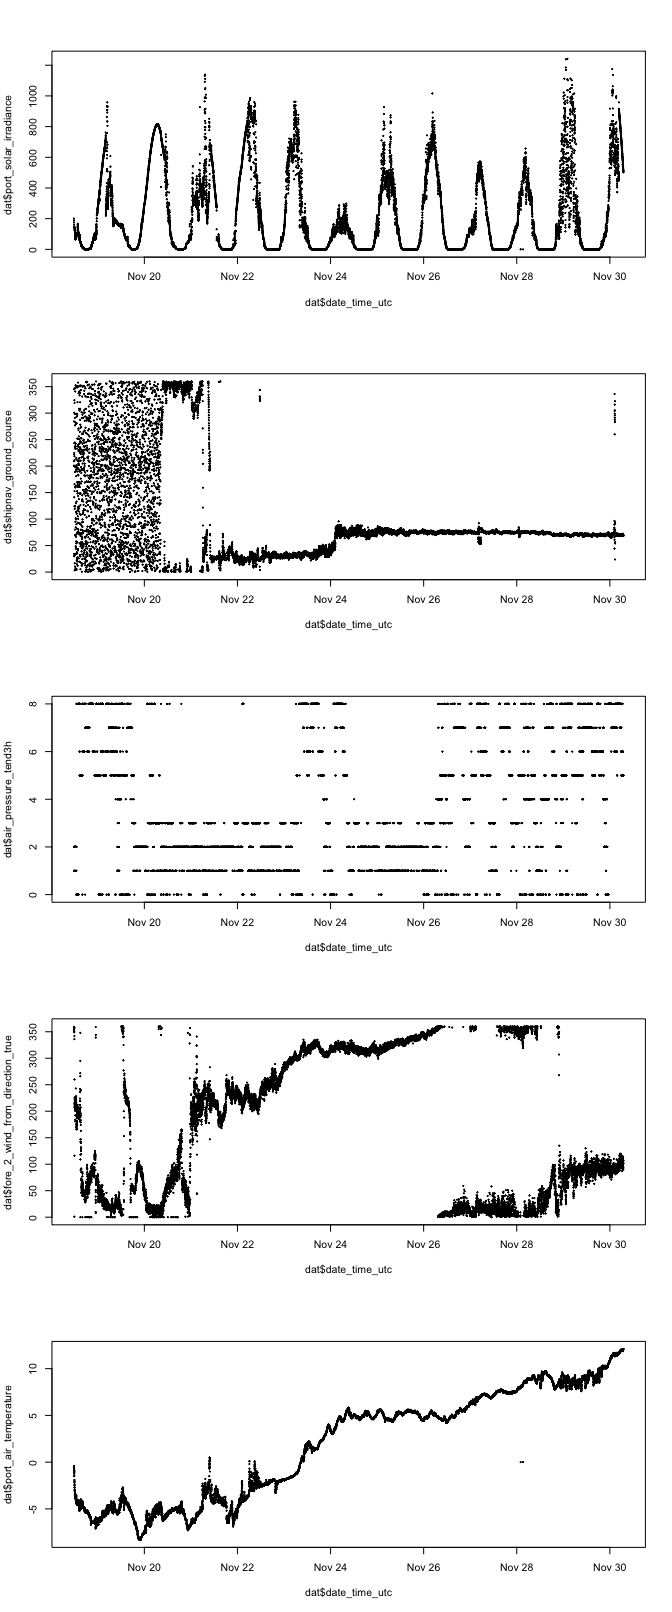 dat$port_solar_irradiance
0 200 400 600 800 1000
Nov 20 Nov 22 Nov 24 Nov 26 Nov 28 Nov 30
dat$date_time_utc
dat$shipnav_ground_course
0 50 100 150 200 250 300 350
Nov 20 Nov 22 Nov 24 Nov 26 Nov 28 Nov 30
dat$date_time_utc
dat$air_pressure_tend3h
0 2 4 6 8
Nov 20 Nov 22 Nov 24 Nov 26 Nov 28 Nov 30
dat$date_time_utc
dat$fore_2_wind_from_direction_true
0 50 100 150 200 250 300 350
Nov 20 Nov 22 Nov 24 Nov 26 Nov 28 Nov 30
dat$date_time_utc
dat$port_air_temperature
-5 0 5 10
Nov 20 Nov 22 Nov 24 Nov 26 Nov 28 Nov 30
dat$date_time_utc